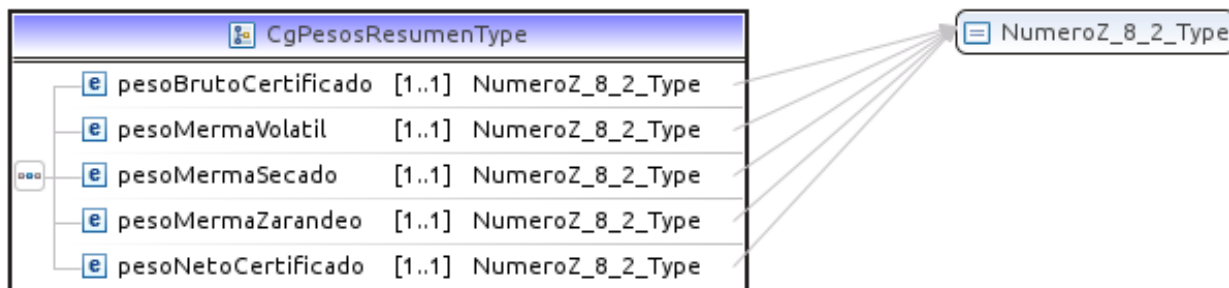 CgPesosResumenType
NumeroZ_8_2_Type
e pesoBrutoCertificado [1..1] NumeroZ_8_2_Type
e pesoMermaVolatil [1..1] NumeroZ_8_2_Type
e pesoMermaSecado [1..1] NumeroZ_8_2_Type
e pesoMermaZarandeo [1..1] NumeroZ_8_2_Type
e pesoNetoCertificado [1..1] NumeroZ_8_2_Type